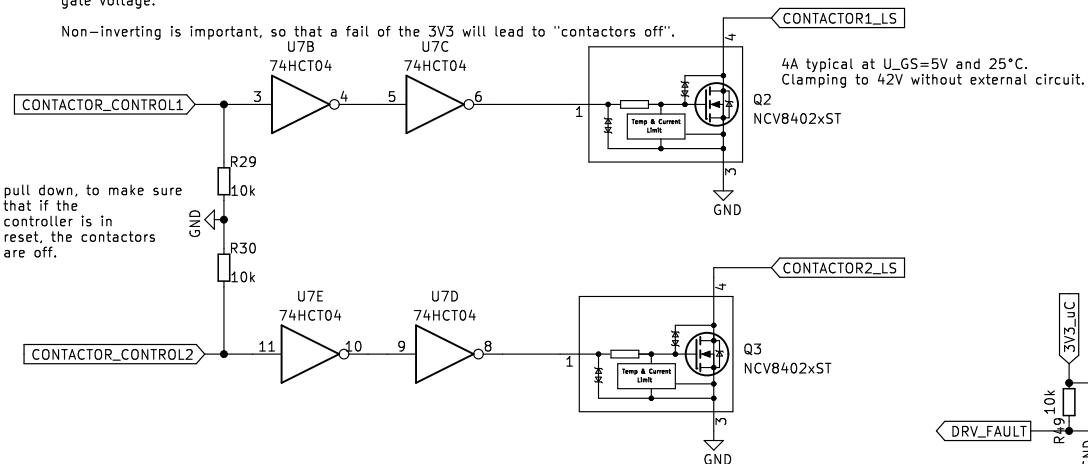 gate voltage.
Non-inverting is important, so that a fail of the 3V3 will lead to "contactors off".
CONTACTOR1_LS
U7B
74HCT04
U7C
74HCT04
4
4A typical at U_GS=5V and 25°C.
Clamping to 42V without external circuit.
CONTACTOR_CONTROL1
3
4
5
6
1
Temp & Current
Limit
Q2
NCV8402xST
3
GND
R29
10k
pull down, to make sure
that if the
controller is in
reset, the contactors
are off.
GND
R30
10k
CONTACTOR2_LS
U7E
74HCT04
U7D
74HCT04
4
CONTACTOR_CONTROL2
11
10
9
8
1
Temp & Current
Limit
Q3
NCV8402xST
3
GND
3V3_uC
10k
R49
DRV_FAULT